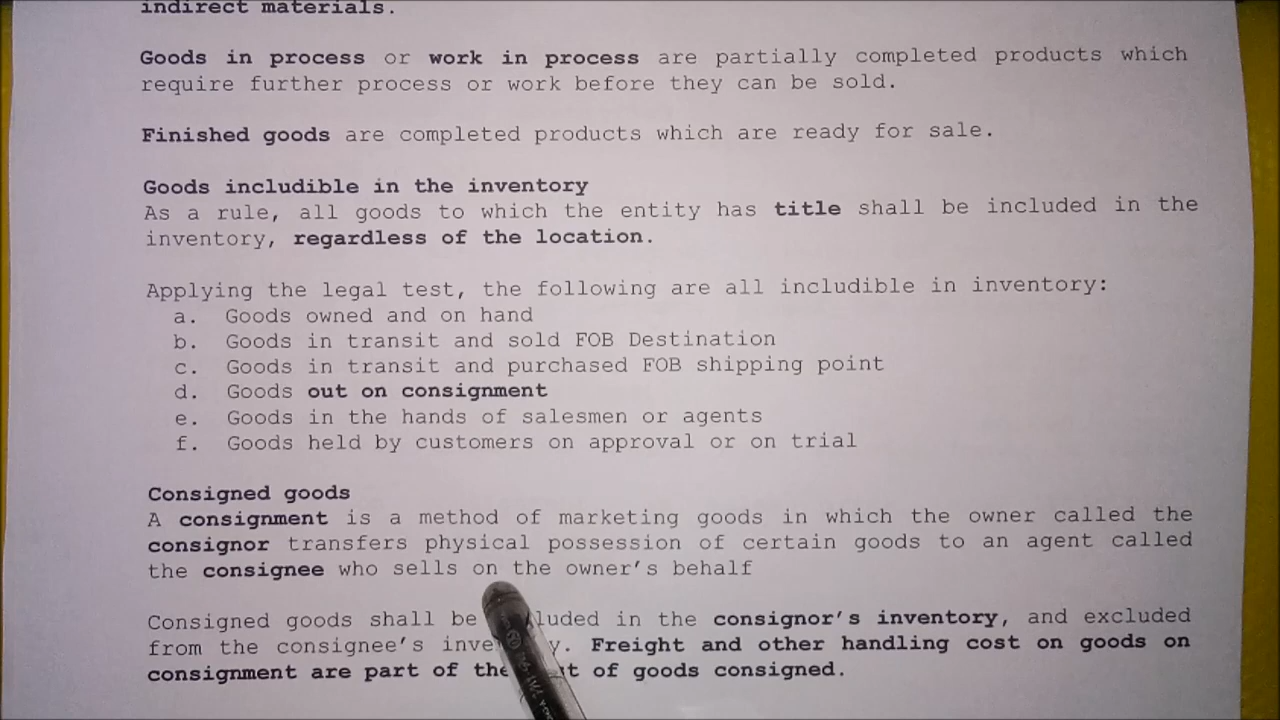 indirect materials.
Goods in process or work in process are partially completed products which
require further process or work before they can be sold.
Finished goods are completed products which are ready for sale.
Goods includible in the inventory
As a rule, all goods to which the entity has title shall be included in the
inventory, regardless of the location.
Applying the legal test, the following are all includible in inventory:
a. Goods owned and on hand
b. Goods in transit and sold FOB Destination
c. Goods in transit and purchased FOB shipping point
d. Goods out on consignment
e. Goods in the hands of salesmen or agents
f. Goods held by customers on approval or on trial
Consigned goods
A consignment is a method of marketing goods in which the owner called the
consignor transfers physical possession of certain goods to an agent called
the consignee who sells on the owner's behalf
Consigned goods shall be luded in the consignor's inventory, and excluded
from the consignee's inve y. Freight and other handling cost on goods on
consignment are part of the t of goods consigned.